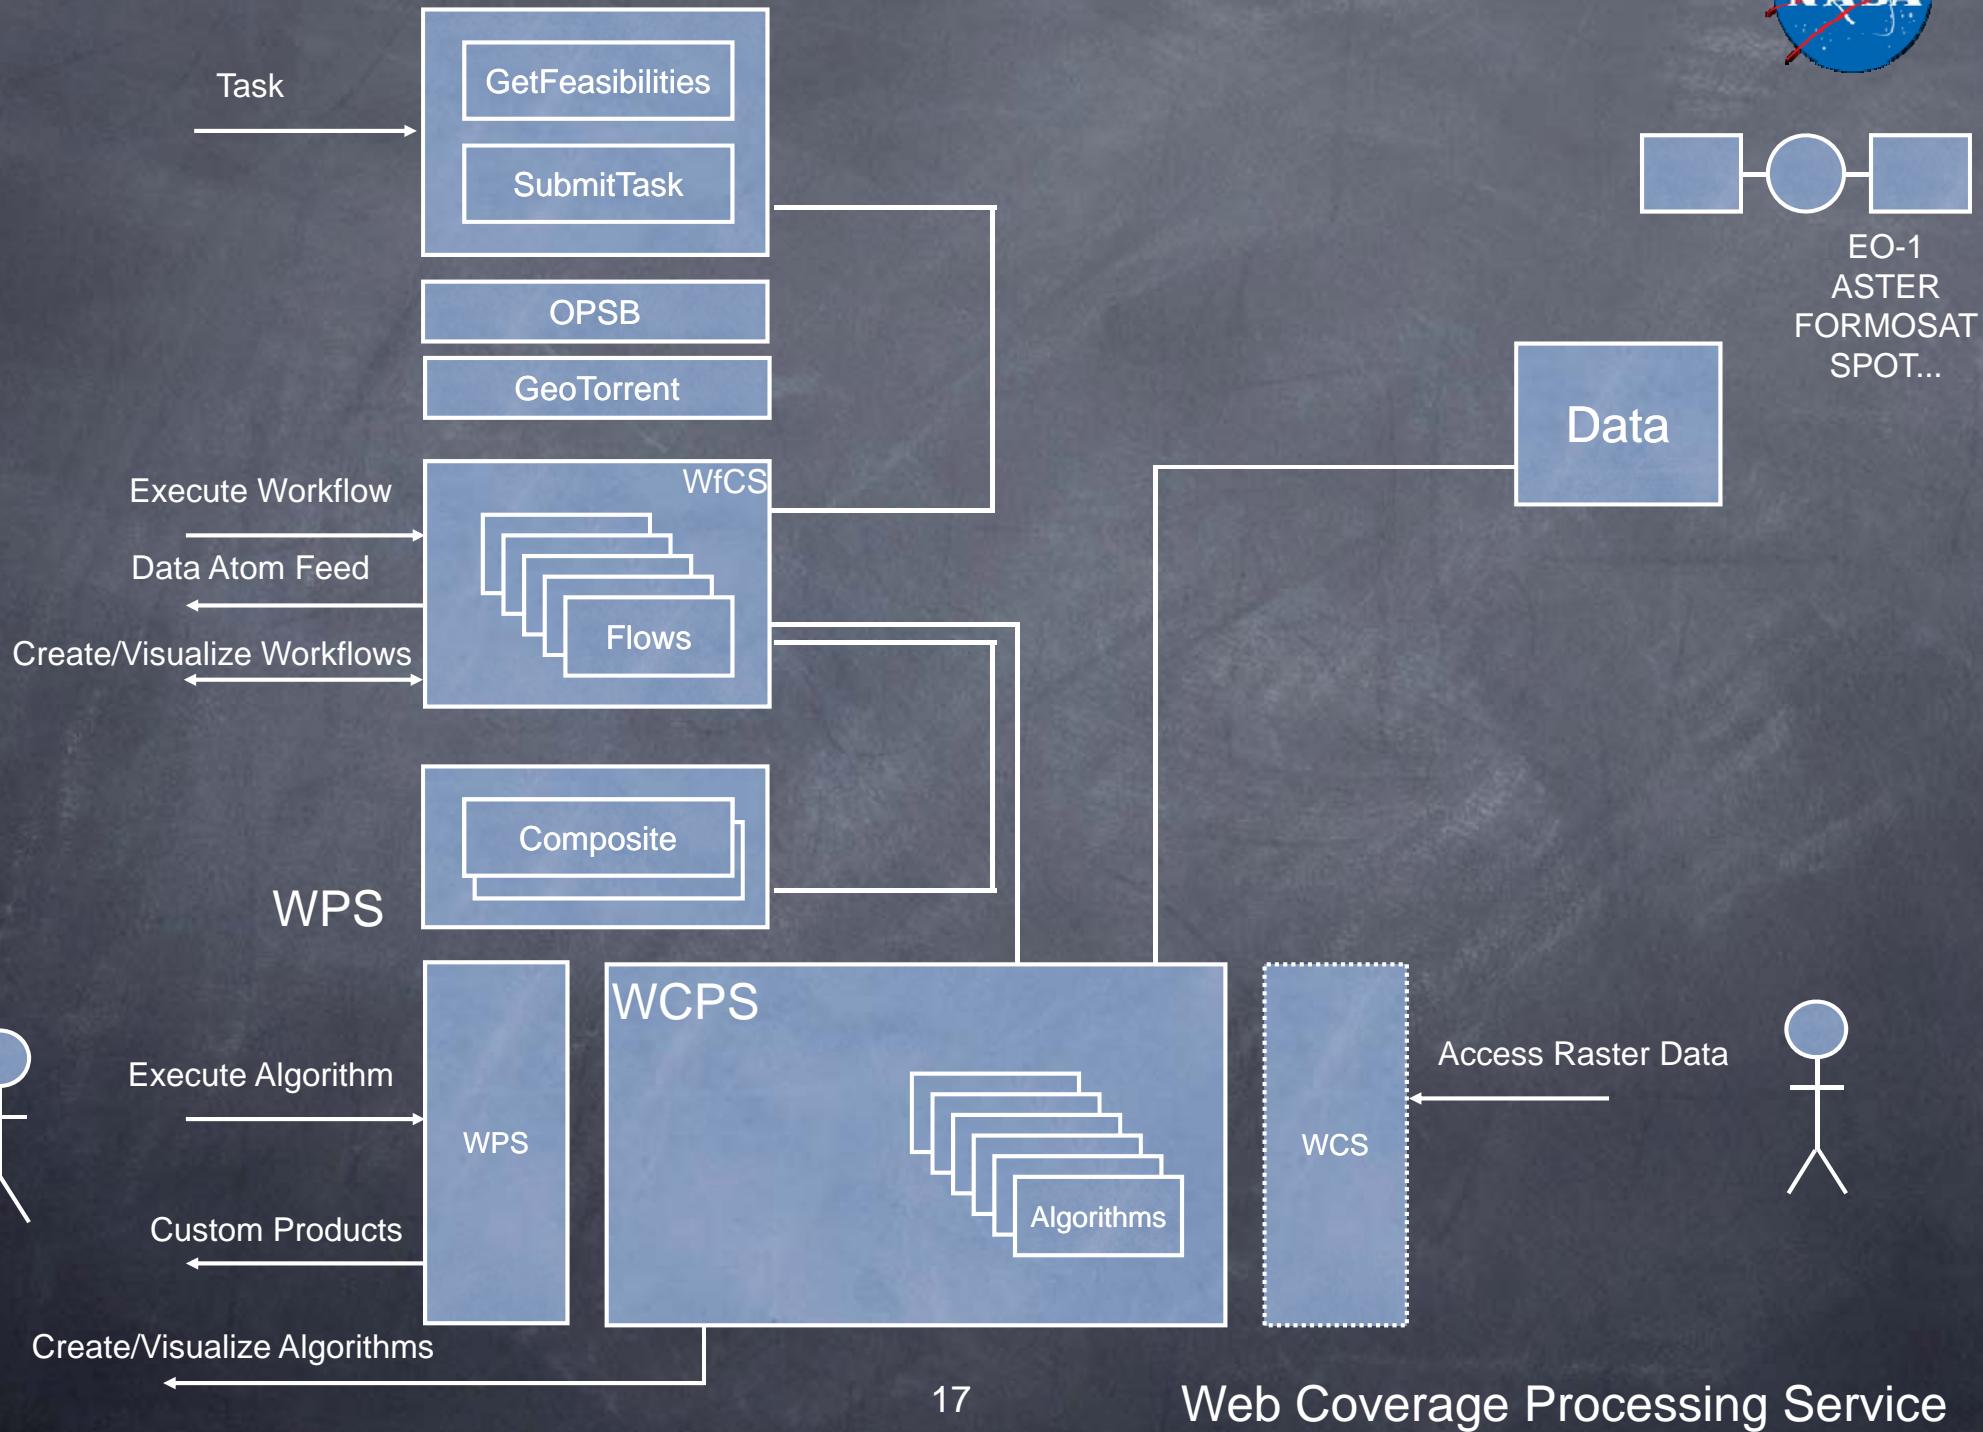 NASA
Task
GetFeasibilities
SubmitTask
OPSB
GeoTorrent
EO-1
ASTER
FORMOSAT
SPOT...
Data
WfCS
Execute Workflow
Data Atom Feed
Create/Visualize Workflows
Flows
Composite
WPS
WCPS
Execute Algorithm
WPS
Custom Products
Algorithms
WCS
Access Raster Data
Create/Visualize Algorithms
17
Web Coverage Processing Service